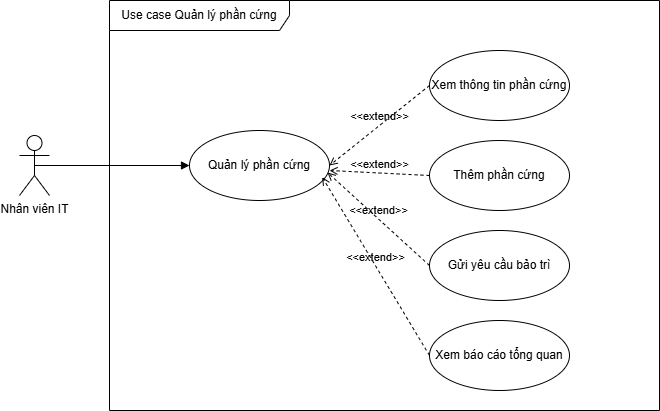 Use case Quản lý phần cứng
Xem thông tin phần cứng
<<extend>>
Quản lý phần cứng
<<extend>>
Thêm phần cứng
Nhân viên IT
<<extend>>
<<extend>>
Gửi yêu cầu bảo trì
Xem báo cáo tổng quan